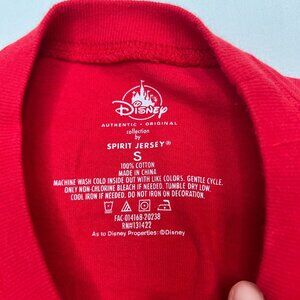 Disney
AUTHENTIC • ORIGINAL
collection
by
SPIRIT JERSEY®
S
100% COTTON
MADE IN CHINA
MACHINE WASH COLD INSIDE OUT WITH LIKE COLORS. GENTLE CYCLE.
ONLY NON-CHLORINE BLEACH IF NEEDED. TUMBLE DRY LOW.
COOL IRON IF NEEDED. DO NOT IRON ON DECORATION.
FAC-014168-20238
RN#131422
As to Disney Properties: ©Disney